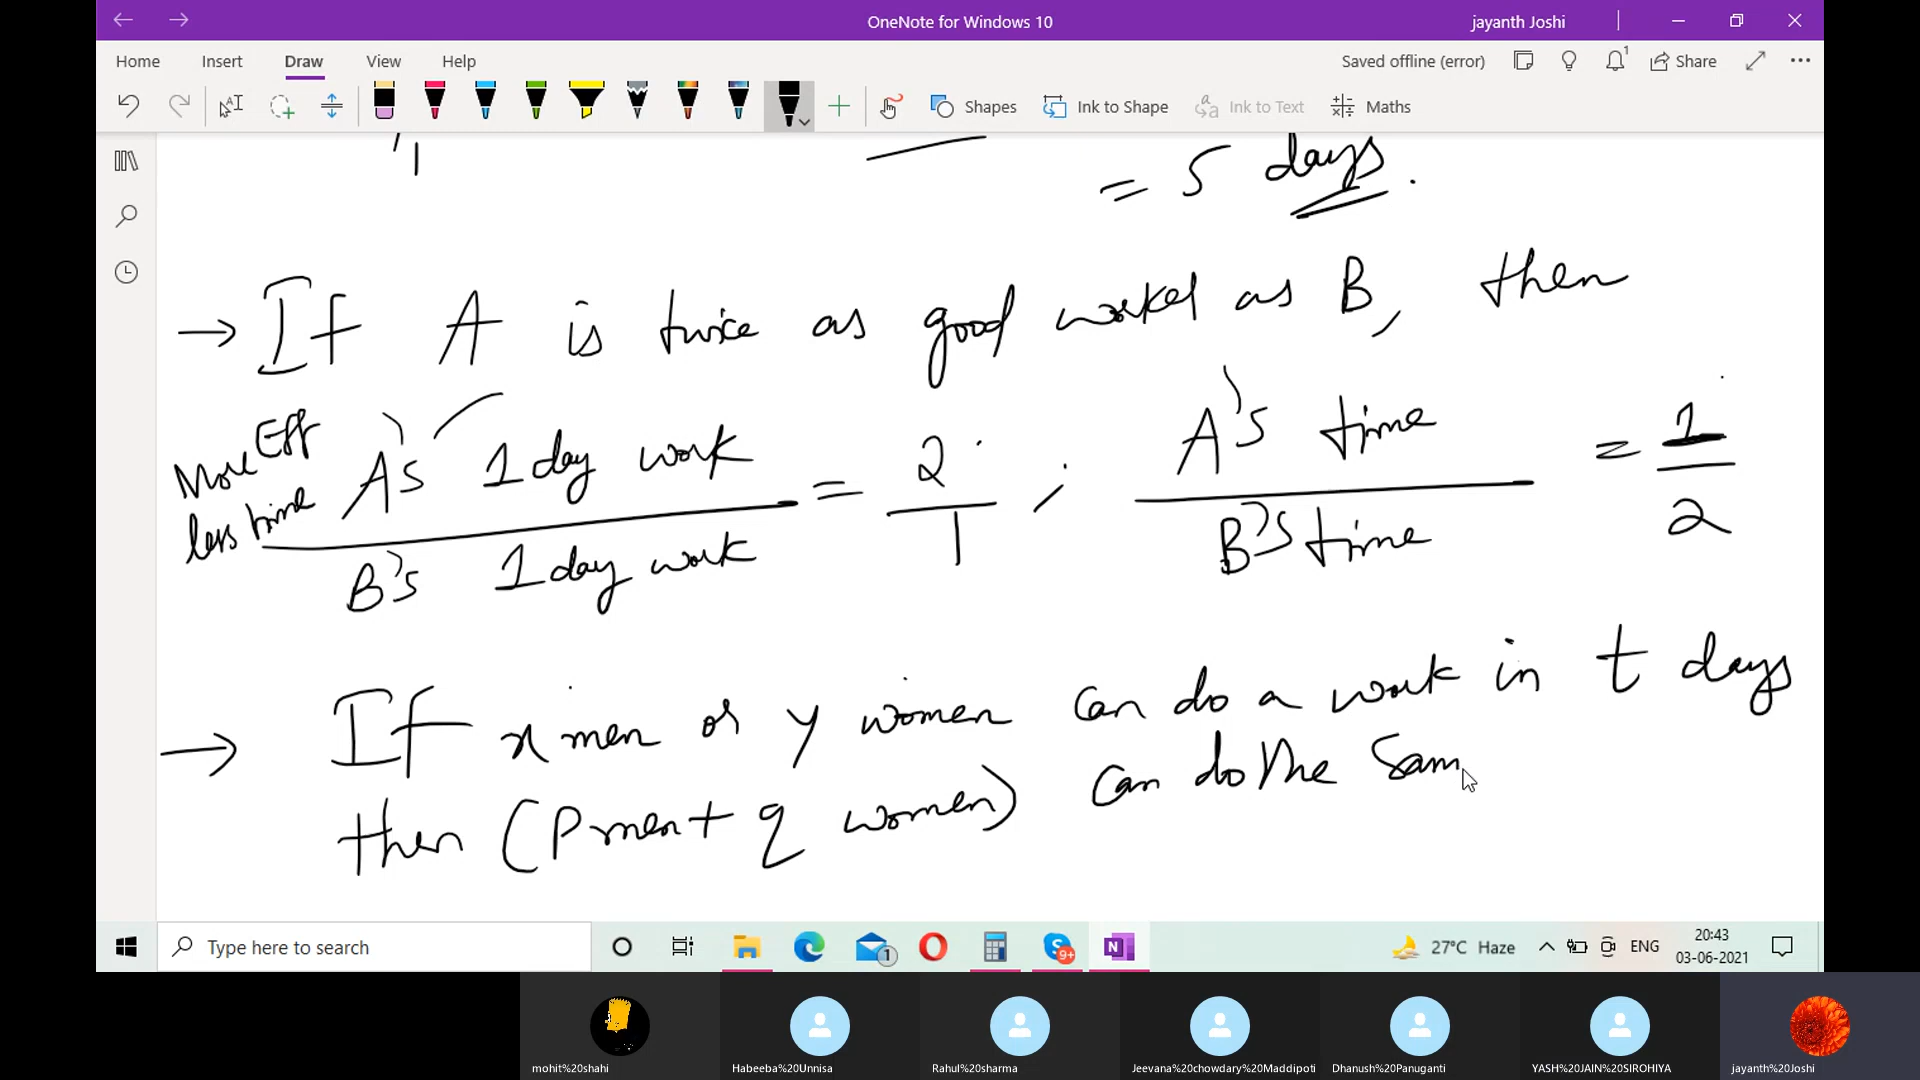 OneNote for Windows 10
jayanth Joshi
Home Insert Draw View Help
Saved offline (error) 1 Share
Shapes Ink to Shape Ink to Text Maths
= 5 days.
→ If A is twice as good worker as B, then
More Eff
less time
A's 1 day work
B's 1 day work
= 2
1
;
A's time
B's time
= 1
2
→ If x men or y women can do a work in t days
then (P men + q women) can do the Sam
Type here to search
1
9+
27°C Haze
ENG
20:43
03-06-2021
mohit%20shahi
Habeeba%20Unnisa
Rahul%20sharma
Jeevana%20chowdary%20Maddipoti
Dhanush%20Panuganti
YASH%20JAIN%20SIROHIYA
jayanth%20Joshi